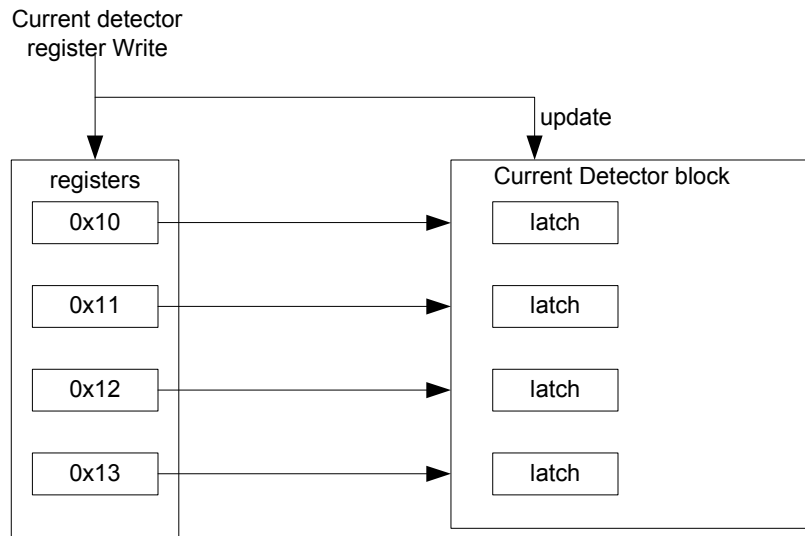 Current detector
register Write
update
registers
Current Detector block
0x10
latch
0x11
latch
0x12
latch
0x13
latch